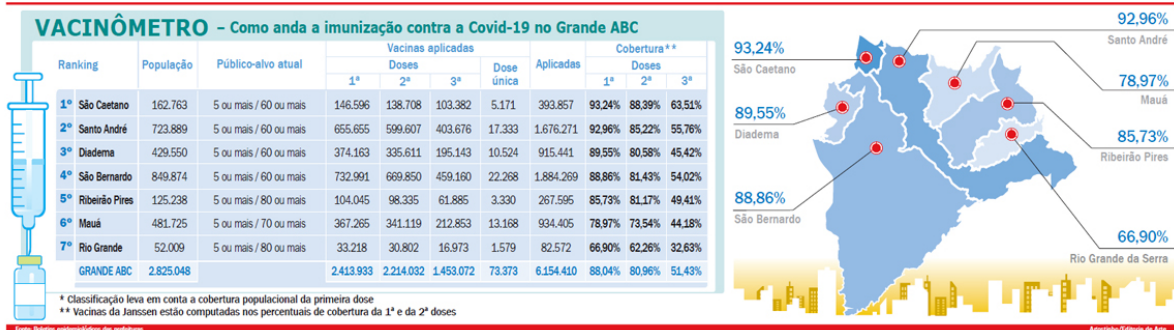 VACINÔMETRO – Como anda a imunização contra a Covid-19 no Grande ABC
Ranking População Público-alvo atual Vacinas aplicadas Aplicadas Cobertura**
Doses Dose única Doses
1ª 2ª 3ª 1ª 2ª 3ª
1º São Caetano 162.763 5 ou mais / 60 ou mais 146.596 138.708 103.382 5.171 393.857 93,24% 88,39% 63,51%
2º Santo André 723.889 5 ou mais / 60 ou mais 655.655 599.607 403.676 17.333 1.676.271 92,96% 85,22% 55,76%
3º Diadema 429.550 5 ou mais / 60 ou mais 374.163 335.611 195.143 10.524 915.441 89,55% 80,58% 45,42%
4º São Bernardo 849.874 5 ou mais / 60 ou mais 732.991 669.850 459.160 22.268 1.884.269 88,86% 81,43% 54,02%
5º Ribeirão Pires 125.238 5 ou mais / 80 ou mais 104.045 98.335 61.885 3.330 267.595 85,73% 81,17% 49,41%
6º Mauá 481.725 5 ou mais / 70 ou mais 367.265 341.119 212.853 13.168 934.405 78,97% 73,54% 44,18%
7º Rio Grande 52.009 5 ou mais / 80 ou mais 33.218 30.802 16.973 1.579 82.572 66,90% 62,26% 32,63%
GRANDE ABC 2.825.048 2.413.933 2.214.032 1.453.072 73.373 6.154.410 88,04% 80,96% 51,43%
* Classificação leva em conta a cobertura populacional da primeira dose
** Vacinas da Janssen estão computadas nos percentuais de cobertura da 1ª e da 2ª doses
92,96%
Santo André
93,24%
São Caetano
78,97%
Mauá
89,55%
Diadema
85,73%
Ribeirão Pires
88,86%
São Bernardo
66,90%
Rio Grande da Serra
Fonte: Boletins epidemiológicos das prefeituras
Agostinho/Editoria de Arte